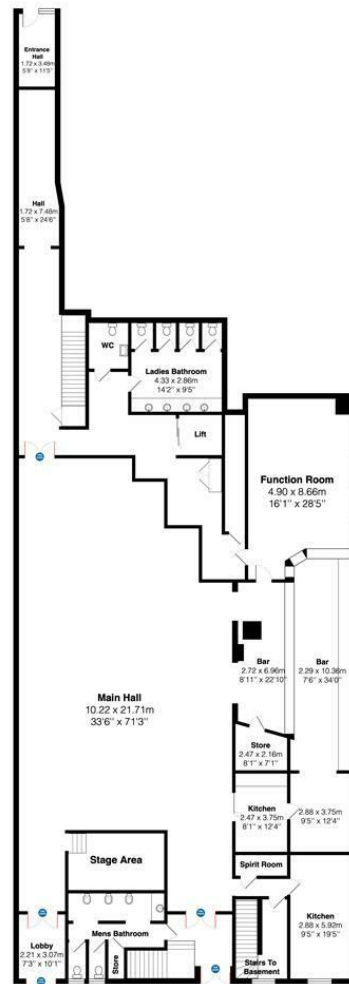 Entrance
Hall
1.72 x 3.48m
5'8" x 11'5"
Hall
1.72 x 7.48m
5'8" x 24'6"
WC
Ladies Bathroom
4.33 x 2.86m
14'2" x 9'5"
Lift
Function Room
4.90 x 8.66m
16'1" x 28'5"
Main Hall
10.22 x 21.71m
33'6" x 71'3"
Bar
2.72 x 6.96m
8'11" x 22'10"
Bar
2.29 x 10.36m
7'6" x 34'0"
Store
2.47 x 2.16m
8'1" x 7'1"
Kitchen
2.47 x 3.75m
8'1" x 12'4"
2.88 x 3.75m
9'5" x 12'4"
Stage Area
Spirit Room
Kitchen
2.88 x 5.92m
9'5" x 19'5"
Lobby
2.21 x 3.07m
7'3" x 10'1"
Mens Bathroom
Store
Stairs To
Basement